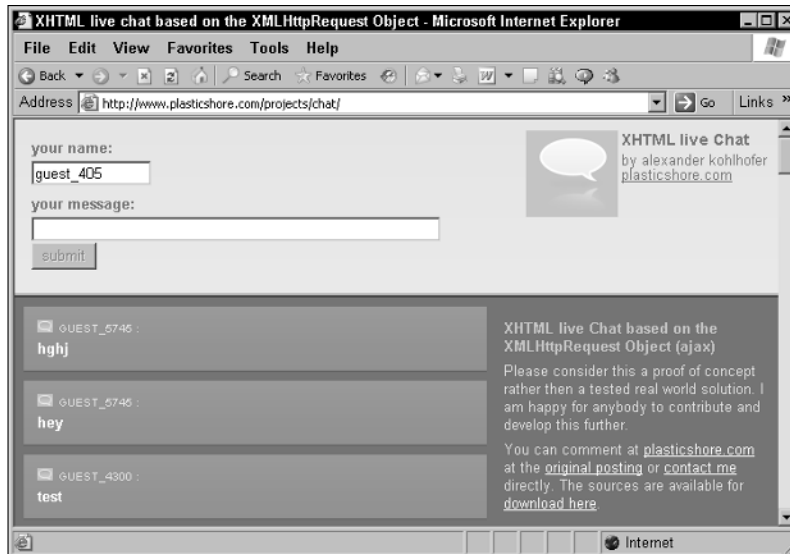 XHTML live chat based on the XMLHttpRequest Object - Microsoft Internet Explorer
File Edit View Favorites Tools Help
Back Search Favorites
Address http://www.plasticshore.com/projects/chat/ Go Links »
your name:
guest_405
your message:
submit
XHTML live Chat
by alexander kohlhofer
plasticshore.com
GUEST_5745 :
hghj
GUEST_5745 :
hey
GUEST_4300 :
test
XHTML live Chat based on the
XMLHttpRequest Object (ajax)
Please consider this a proof of concept
rather then a tested real world solution. I
am happy for anybody to contribute and
develop this further.
You can comment at plasticshore.com
at the original posting or contact me
directly. The sources are available for
download here.
Internet